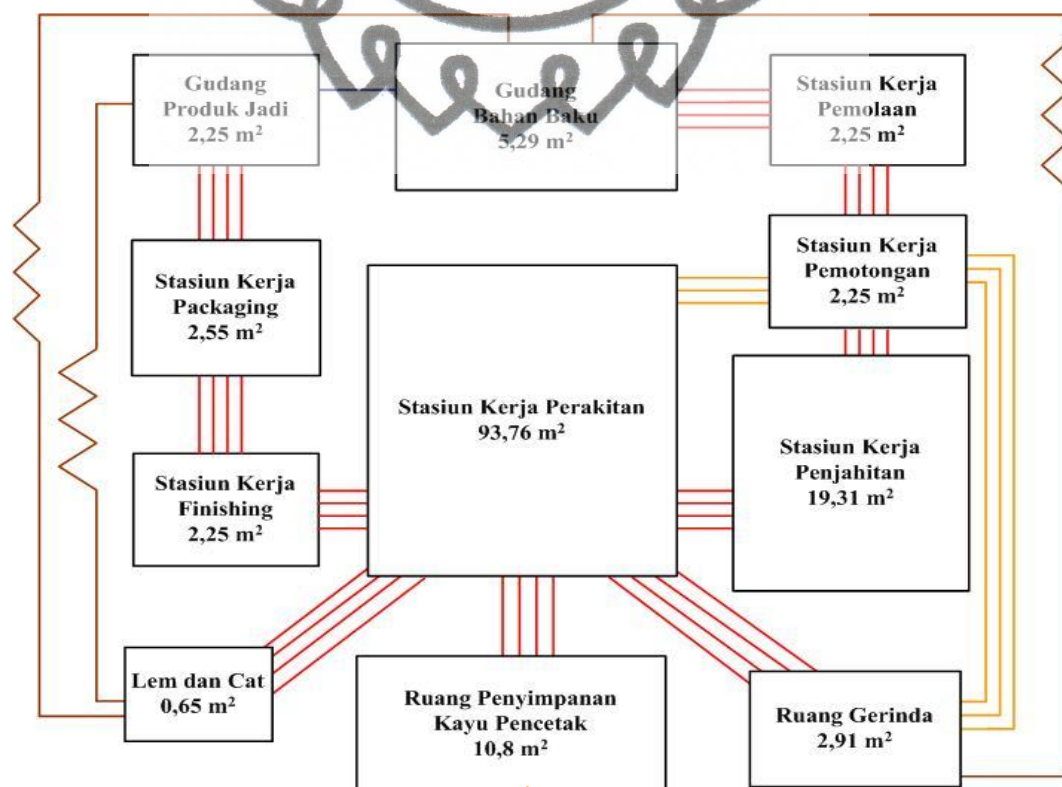 Gudang
Produk Jadi
2,25 m²
Gudang
Bahan Baku
5,29 m²
Stasiun Kerja
Pemolaan
2,25 m²
Stasiun Kerja
Packaging
2,55 m²
Stasiun Kerja Perakitan
93,76 m²
Stasiun Kerja
Pemotongan
2,25 m²
Stasiun Kerja
Finishing
2,25 m²
Stasiun Kerja
Penjahitan
19,31 m²
Lem dan Cat
0,65 m²
Ruang Penyimpanan
Kayu Pencetak
10,8 m²
Ruang Gerinda
2,91 m²